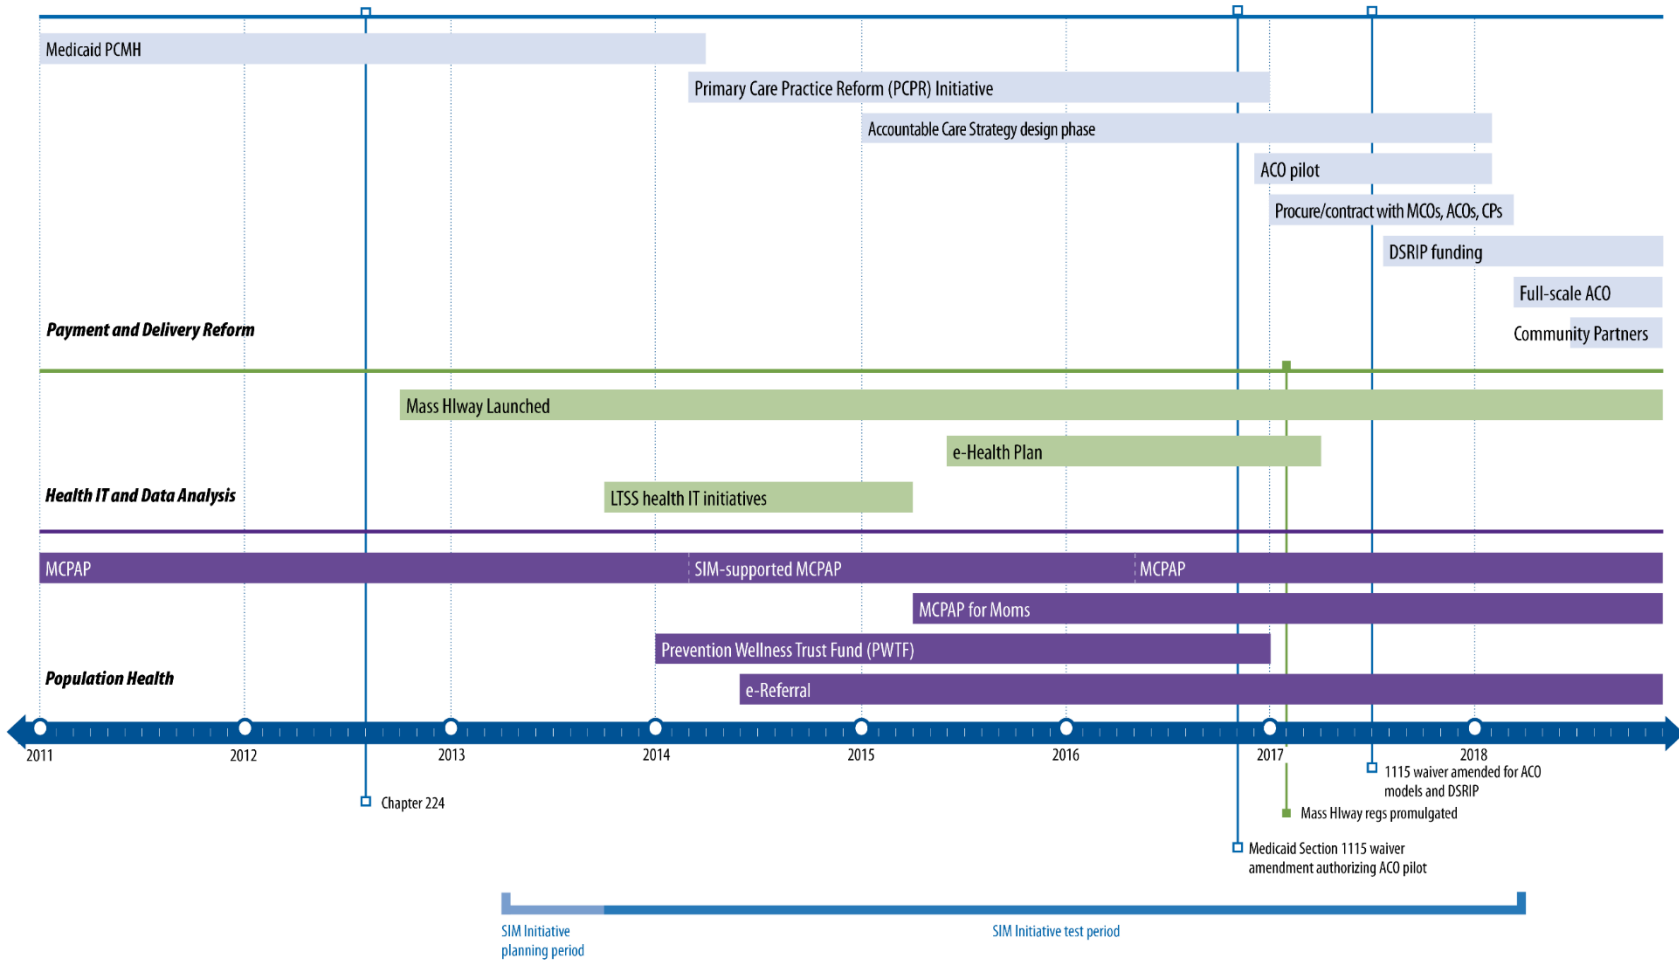 Medicaid PCMH
Primary Care Practice Reform (PCPR) Initiative
Accountable Care Strategy design phase
ACO pilot
Procure/contract with MCOs, ACOs, CPs
DSRIP funding
Full-scale ACO
Payment and Delivery Reform
Community Partners
Mass HIway Launched
e-Health Plan
Health IT and Data Analysis
LTSS health IT initiatives
MCPAP
SIM-supported MCPAP
MCPAP
MCPAP for Moms
Prevention Wellness Trust Fund (PWTF)
Population Health
e-Referral
2011
2012
2013
2014
2015
2016
2017
2018
1115 waiver amended for ACO
models and DSRIP
Chapter 224
Mass HIway regs promulgated
Medicaid Section 1115 waiver
amendment authorizing ACO pilot
SIM Initiative
planning period
SIM Initiative test period